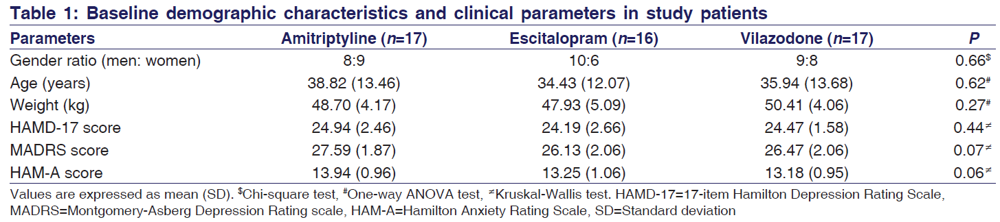 Table 1: Baseline demographic characteristics and clinical parameters in study patients
Parameters Amitriptyline (n=17) Escitalopram (n=16) Vilazodone (n=17) P
Gender ratio (men: women) 8:9 10:6 9:8 0.66$
Age (years) 38.82 (13.46) 34.43 (12.07) 35.94 (13.68) 0.62#
Weight (kg) 48.70 (4.17) 47.93 (5.09) 50.41 (4.06) 0.27#
HAMD-17 score 24.94 (2.46) 24.19 (2.66) 24.47 (1.58) 0.44≠
MADRS score 27.59 (1.87) 26.13 (2.06) 26.47 (2.06) 0.07≠
HAM-A score 13.94 (0.96) 13.25 (1.06) 13.18 (0.95) 0.06≠
Values are expressed as mean (SD). $Chi-square test, #One-way ANOVA test, ≠Kruskal-Wallis test. HAMD-17=17-item Hamilton Depression Rating Scale,
MADRS=Montgomery-Asberg Depression Rating scale, HAM-A=Hamilton Anxiety Rating Scale, SD=Standard deviation